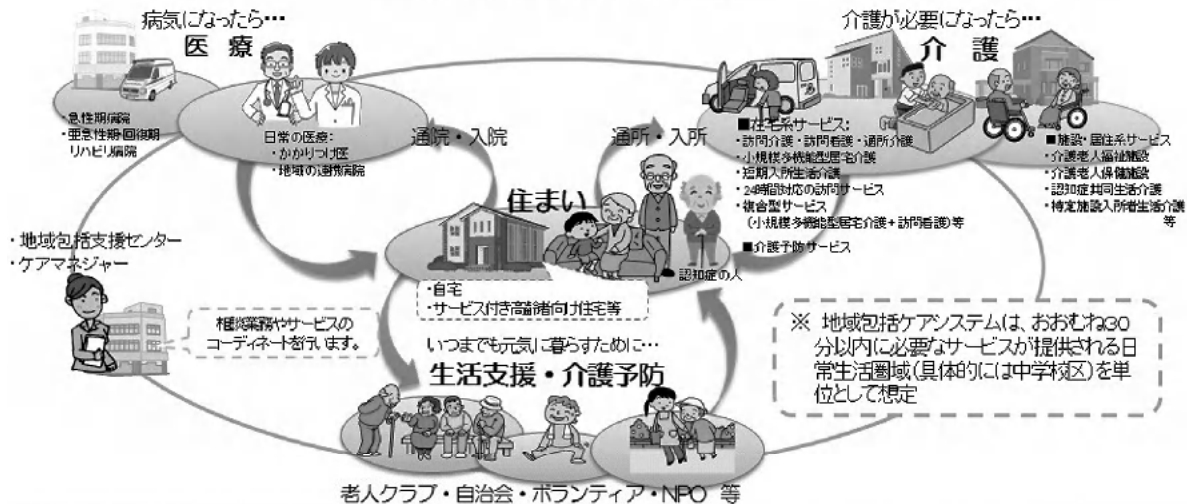 病気になったら…
医 療
・急性期病院
・亜急性期・回復期
リハビリ病院
日常の医療：
・かかりつけ医
・地域の連携病院
通院・入院
介護が必要になったら…
介 護
通所・入所
■在宅系サービス：
・訪問介護・訪問看護・通所介護
・小規模多機能型居宅介護
・短期入所生活介護
・24時間対応の訪問サービス
・複合型サービス
（小規模多機能型居宅介護＋訪問看護）等
■介護予防サービス
■施設・居住系サービス
・介護老人福祉施設
・介護老人保健施設
・認知症共同生活介護
・特定施設入所者生活介護
等
住まい
認知症の人
・自宅
・サービス付き高齢者向け住宅等
・地域包括支援センター
・ケアマネジャー
相談業務やサービスの
コーディネートを行います。
いつまでも元気に暮らすために…
生活支援・介護予防
老人クラブ・自治会・ボランティア・NPO 等
※ 地域包括ケアシステムは、おおむね30
分以内に必要なサービスが提供される日
常生活圏域（具体的には中学校区）を単
位として想定